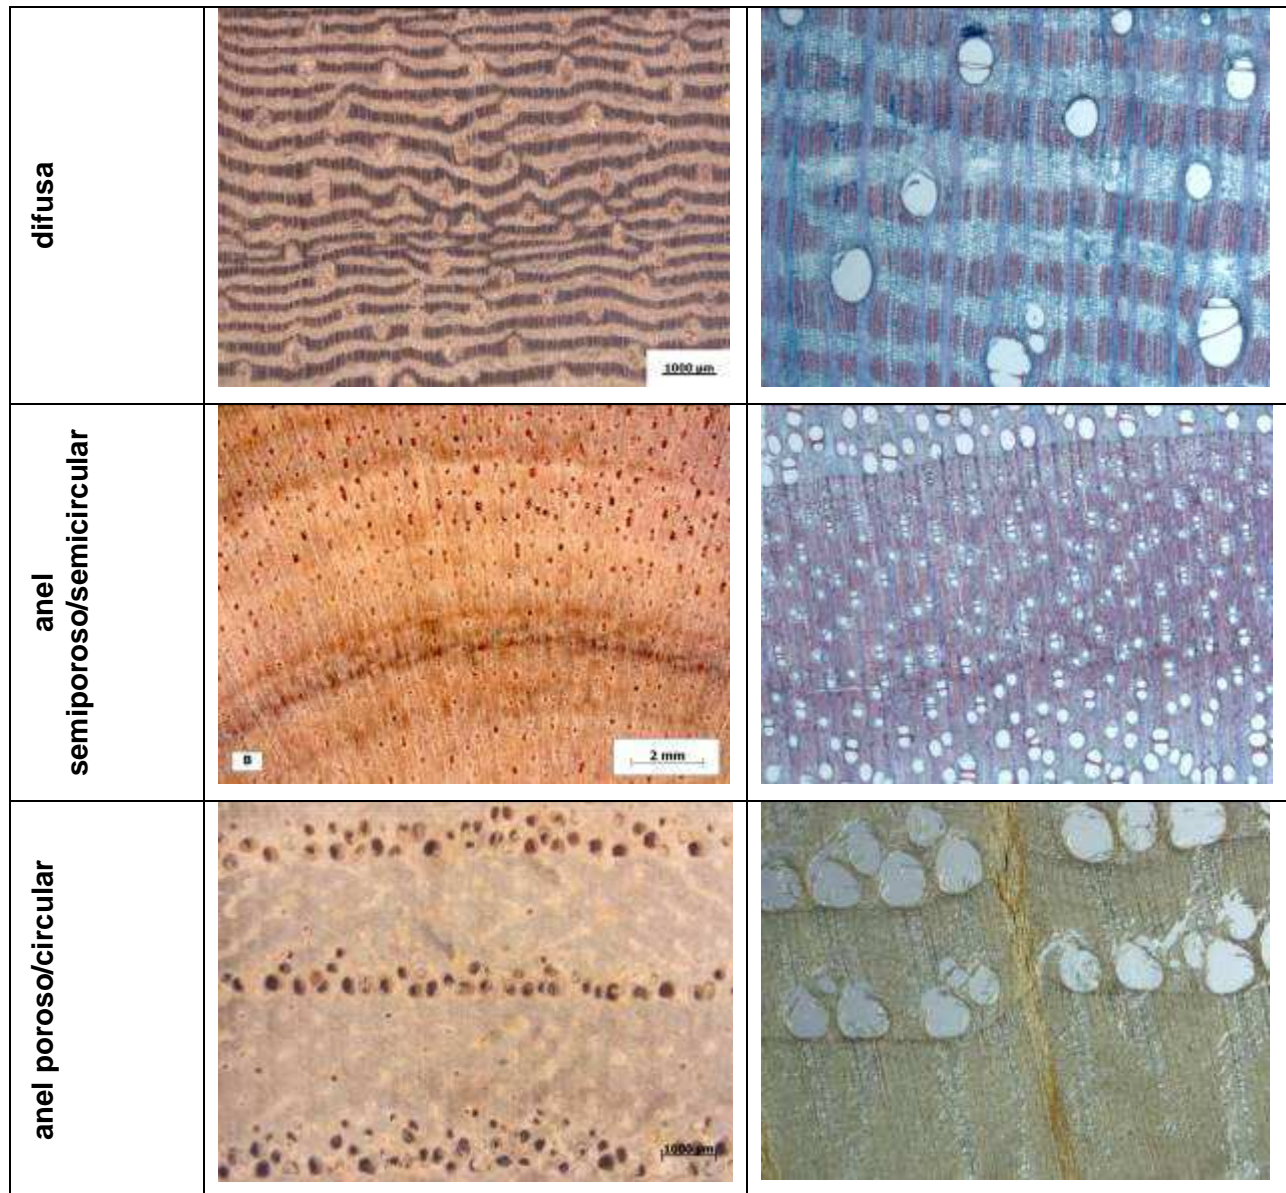 difusa
1000 µm
anel
semiporoso/semicircular
B
2 mm
anel poroso/circular
1000 µm